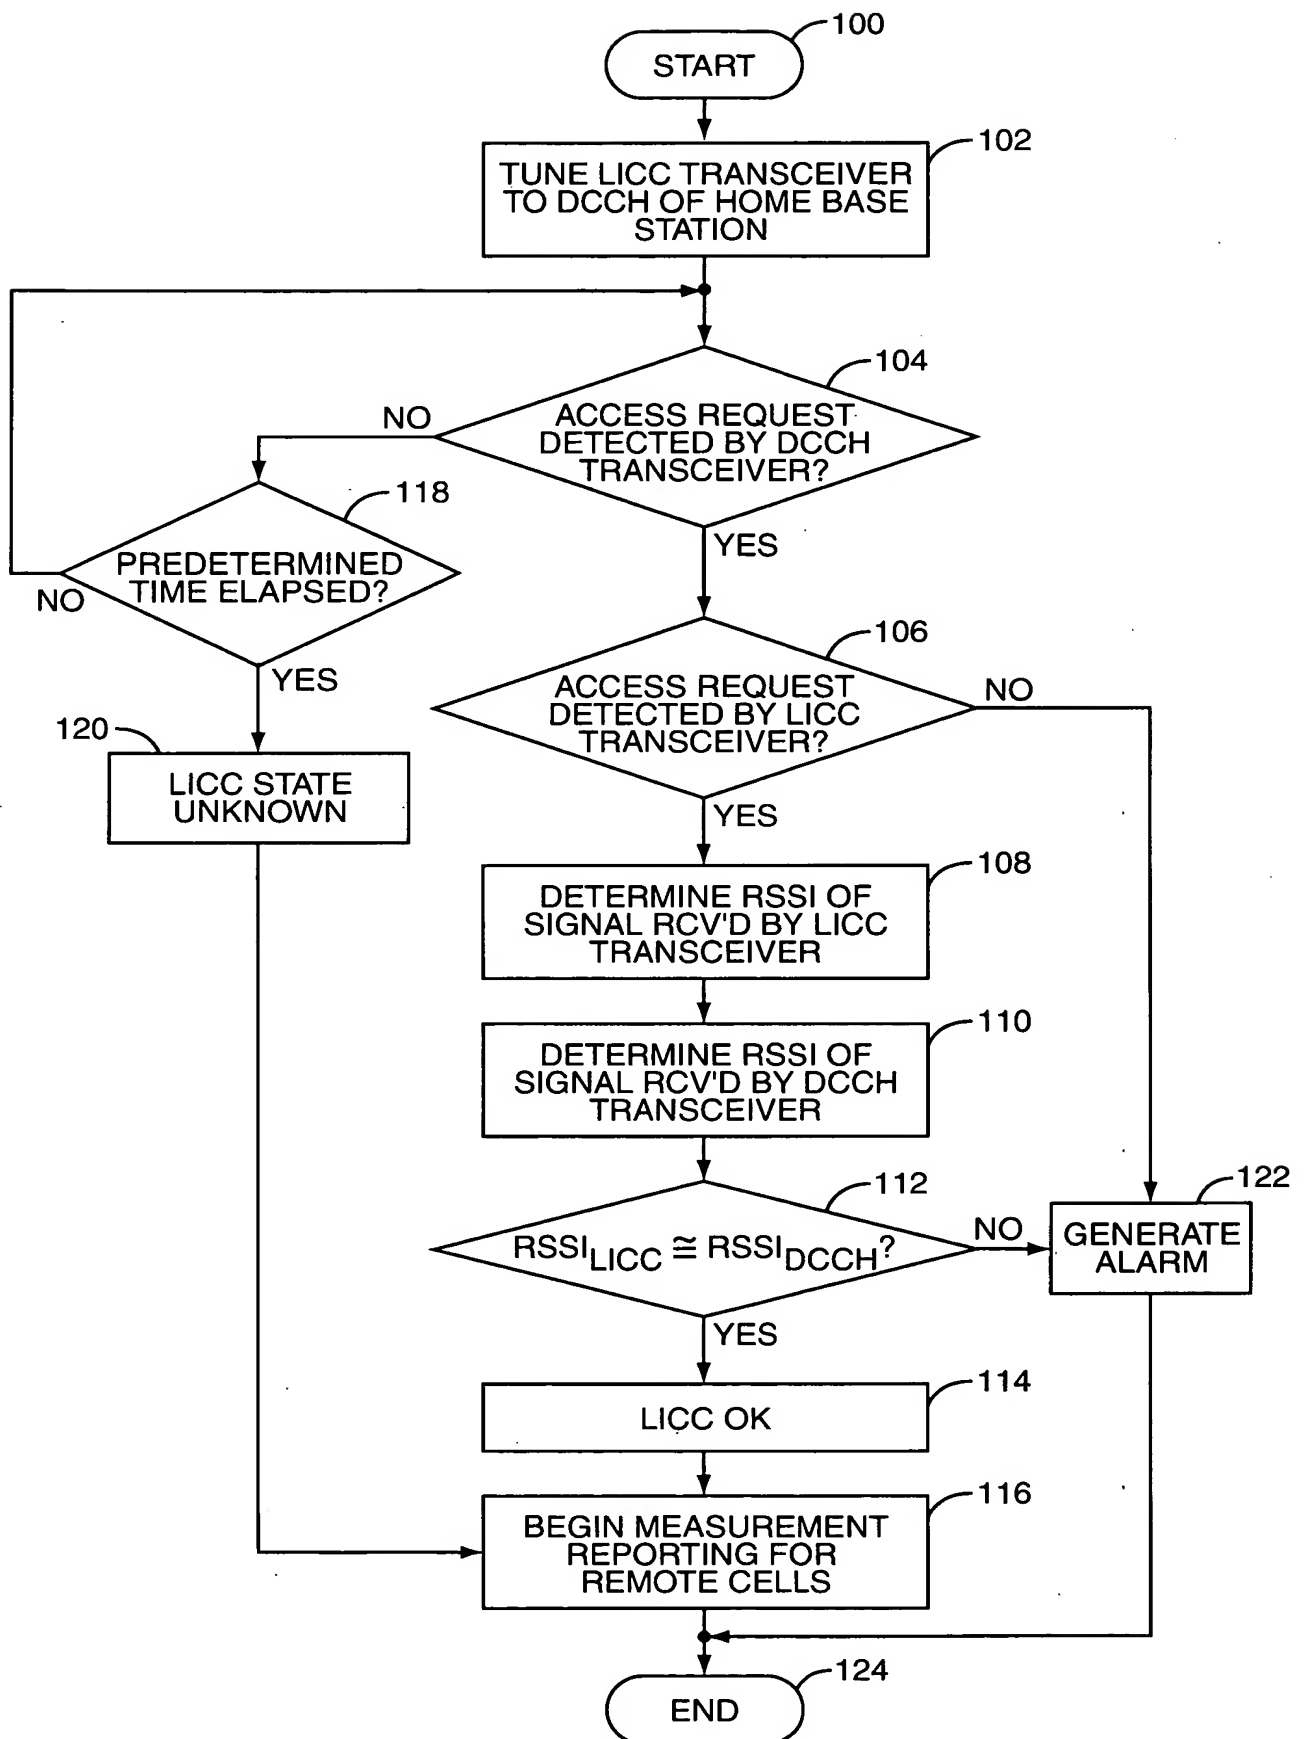 100
START
102
TUNE LICC TRANSCEIVER
TO DCCH OF HOME BASE
STATION
104
NO
ACCESS REQUEST
DETECTED BY DCCH
TRANSCEIVER?
118
YES
PREDETERMINED
TIME ELAPSED?
NO
106
YES
ACCESS REQUEST
DETECTED BY LICC
TRANSCEIVER?
NO
120
LICC STATE
UNKNOWN
YES
108
DETERMINE RSSI OF
SIGNAL RCV'D BY LICC
TRANSCEIVER
110
DETERMINE RSSI OF
SIGNAL RCV'D BY DCCH
TRANSCEIVER
112
122
RSSI_LICC ≅ RSSI_DCCH?
NO
GENERATE
ALARM
YES
114
LICC OK
116
BEGIN MEASUREMENT
REPORTING FOR
REMOTE CELLS
124
END